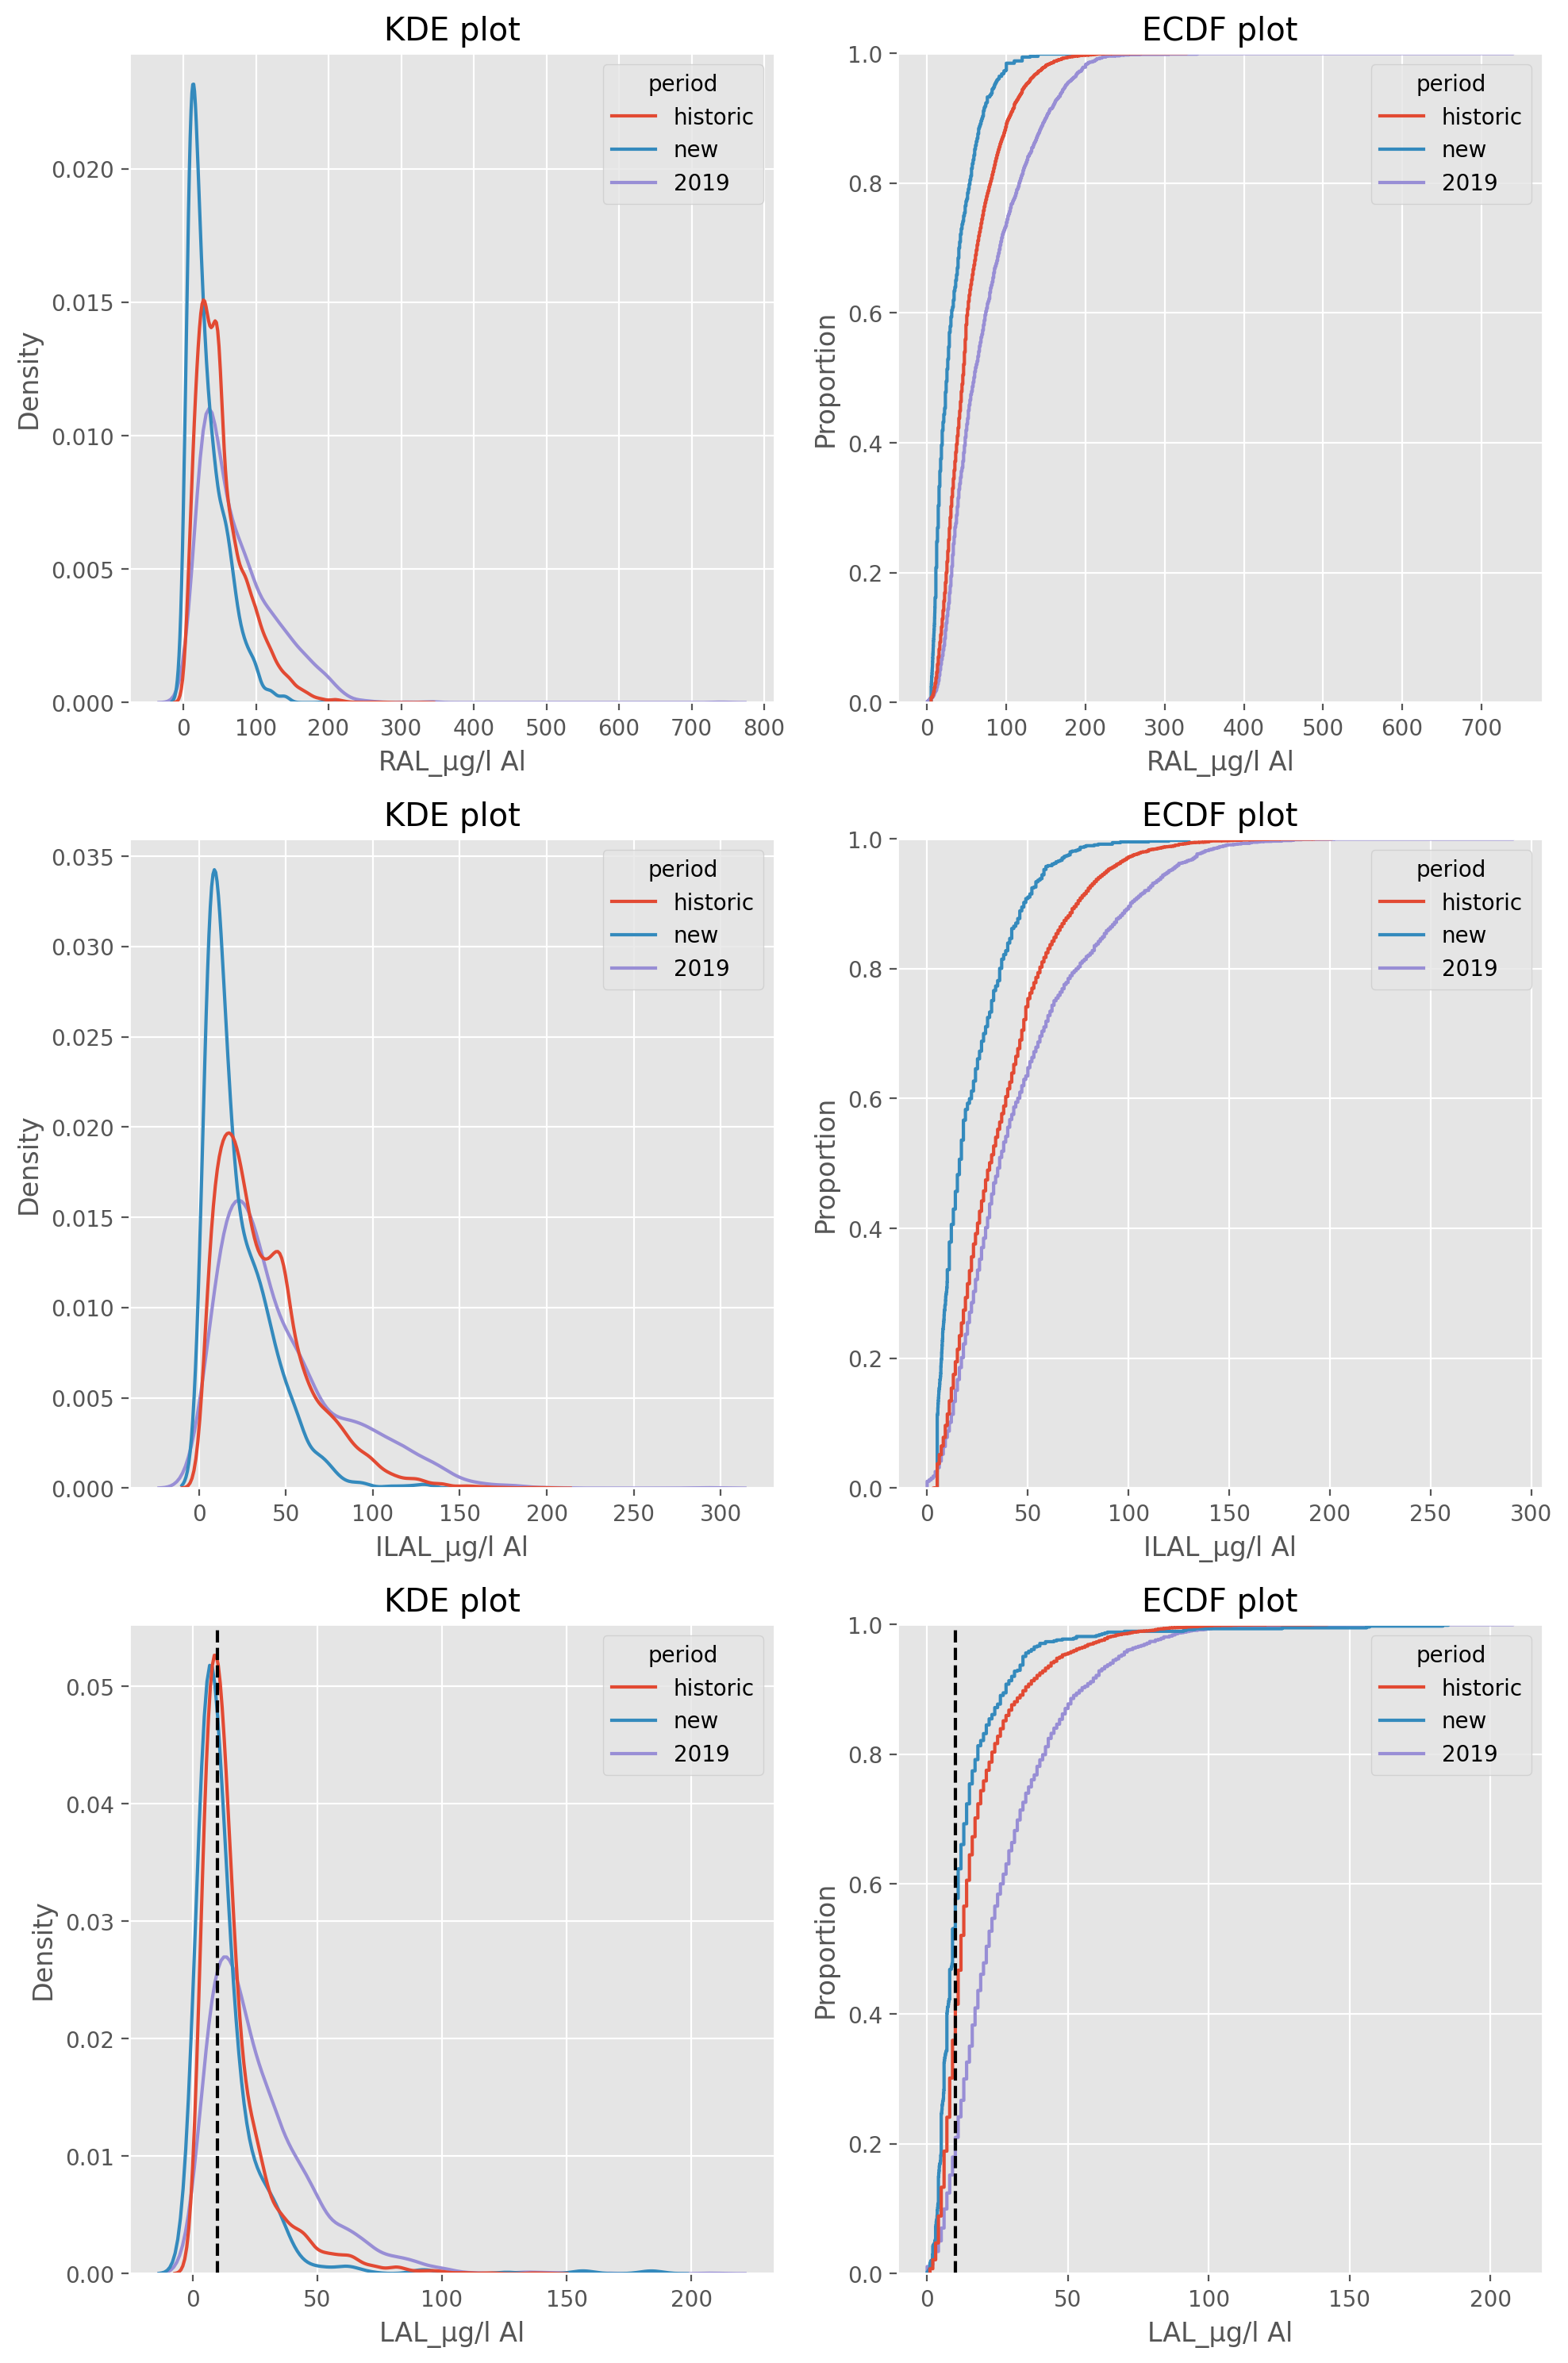 KDE plot
Density
0.020
0.015
0.010
0.005
0.000
period
historic
new
2019
0 100 200 300 400 500 600 700 800
RAL_µg/l Al
ECDF plot
Proportion
1.0
0.8
0.6
0.4
0.2
0.0
period
historic
new
2019
0 100 200 300 400 500 600 700
RAL_µg/l Al
KDE plot
Density
0.035
0.030
0.025
0.020
0.015
0.010
0.005
0.000
period
historic
new
2019
0 50 100 150 200 250 300
ILAL_µg/l Al
ECDF plot
Proportion
1.0
0.8
0.6
0.4
0.2
0.0
period
historic
new
2019
0 50 100 150 200 250 300
ILAL_µg/l Al
KDE plot
Density
0.05
0.04
0.03
0.02
0.01
0.00
period
historic
new
2019
0 50 100 150 200
LAL_µg/l Al
ECDF plot
Proportion
1.0
0.8
0.6
0.4
0.2
0.0
period
historic
new
2019
0 50 100 150 200
LAL_µg/l Al